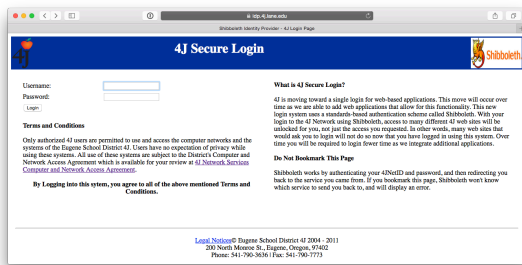 idp.4j.lane.edu
Shibboleth Identity Provider - 4J Login Page
4J
4J Secure Login
Shibboleth.
Username:
Password:
Login
Terms and Conditions
Only authorized 4J users are permitted to use and access the computer networks and the
systems of the Eugene School District 4J. Users have no expectation of privacy while
using these systems. All use of these systems are subject to the District's Computer and
Network Access Agreement which is available for your review at 4J Network Services
Computer and Network Access Agreement.
By Logging into this sytem, you agree to all of the above mentioned Terms and
Conditions.
What is 4J Secure Login?
4J is moving toward a single login for web-based applications. This move will occur over
time as we are able to add web applications that allow for this functionality. This new
login system uses a standards-based authentication scheme called Shibboleth. With your
login to the 4J Network using Shibboleth, access to many different 4J web sites will be
unlocked for you, not just the access you requested. In other words, many web sites that
would ask you to login will not do so now that you have logged in using this system. Over
time you will be required to login fewer time as we integrate additional applications.
Do Not Bookmark This Page
Shibboleth works by authenticating your 4JNetID and password, and then redirecting you
back to the service you came from. If you bookmark this page, Shibboleth won't know
which service to send you back to, and will display an error.
Legal Notices© Eugene School District 4J 2004 - 2011
200 North Monroe St., Eugene, Oregon, 97402
Phone: 541-790-3636 | Fax: 541-790-7773